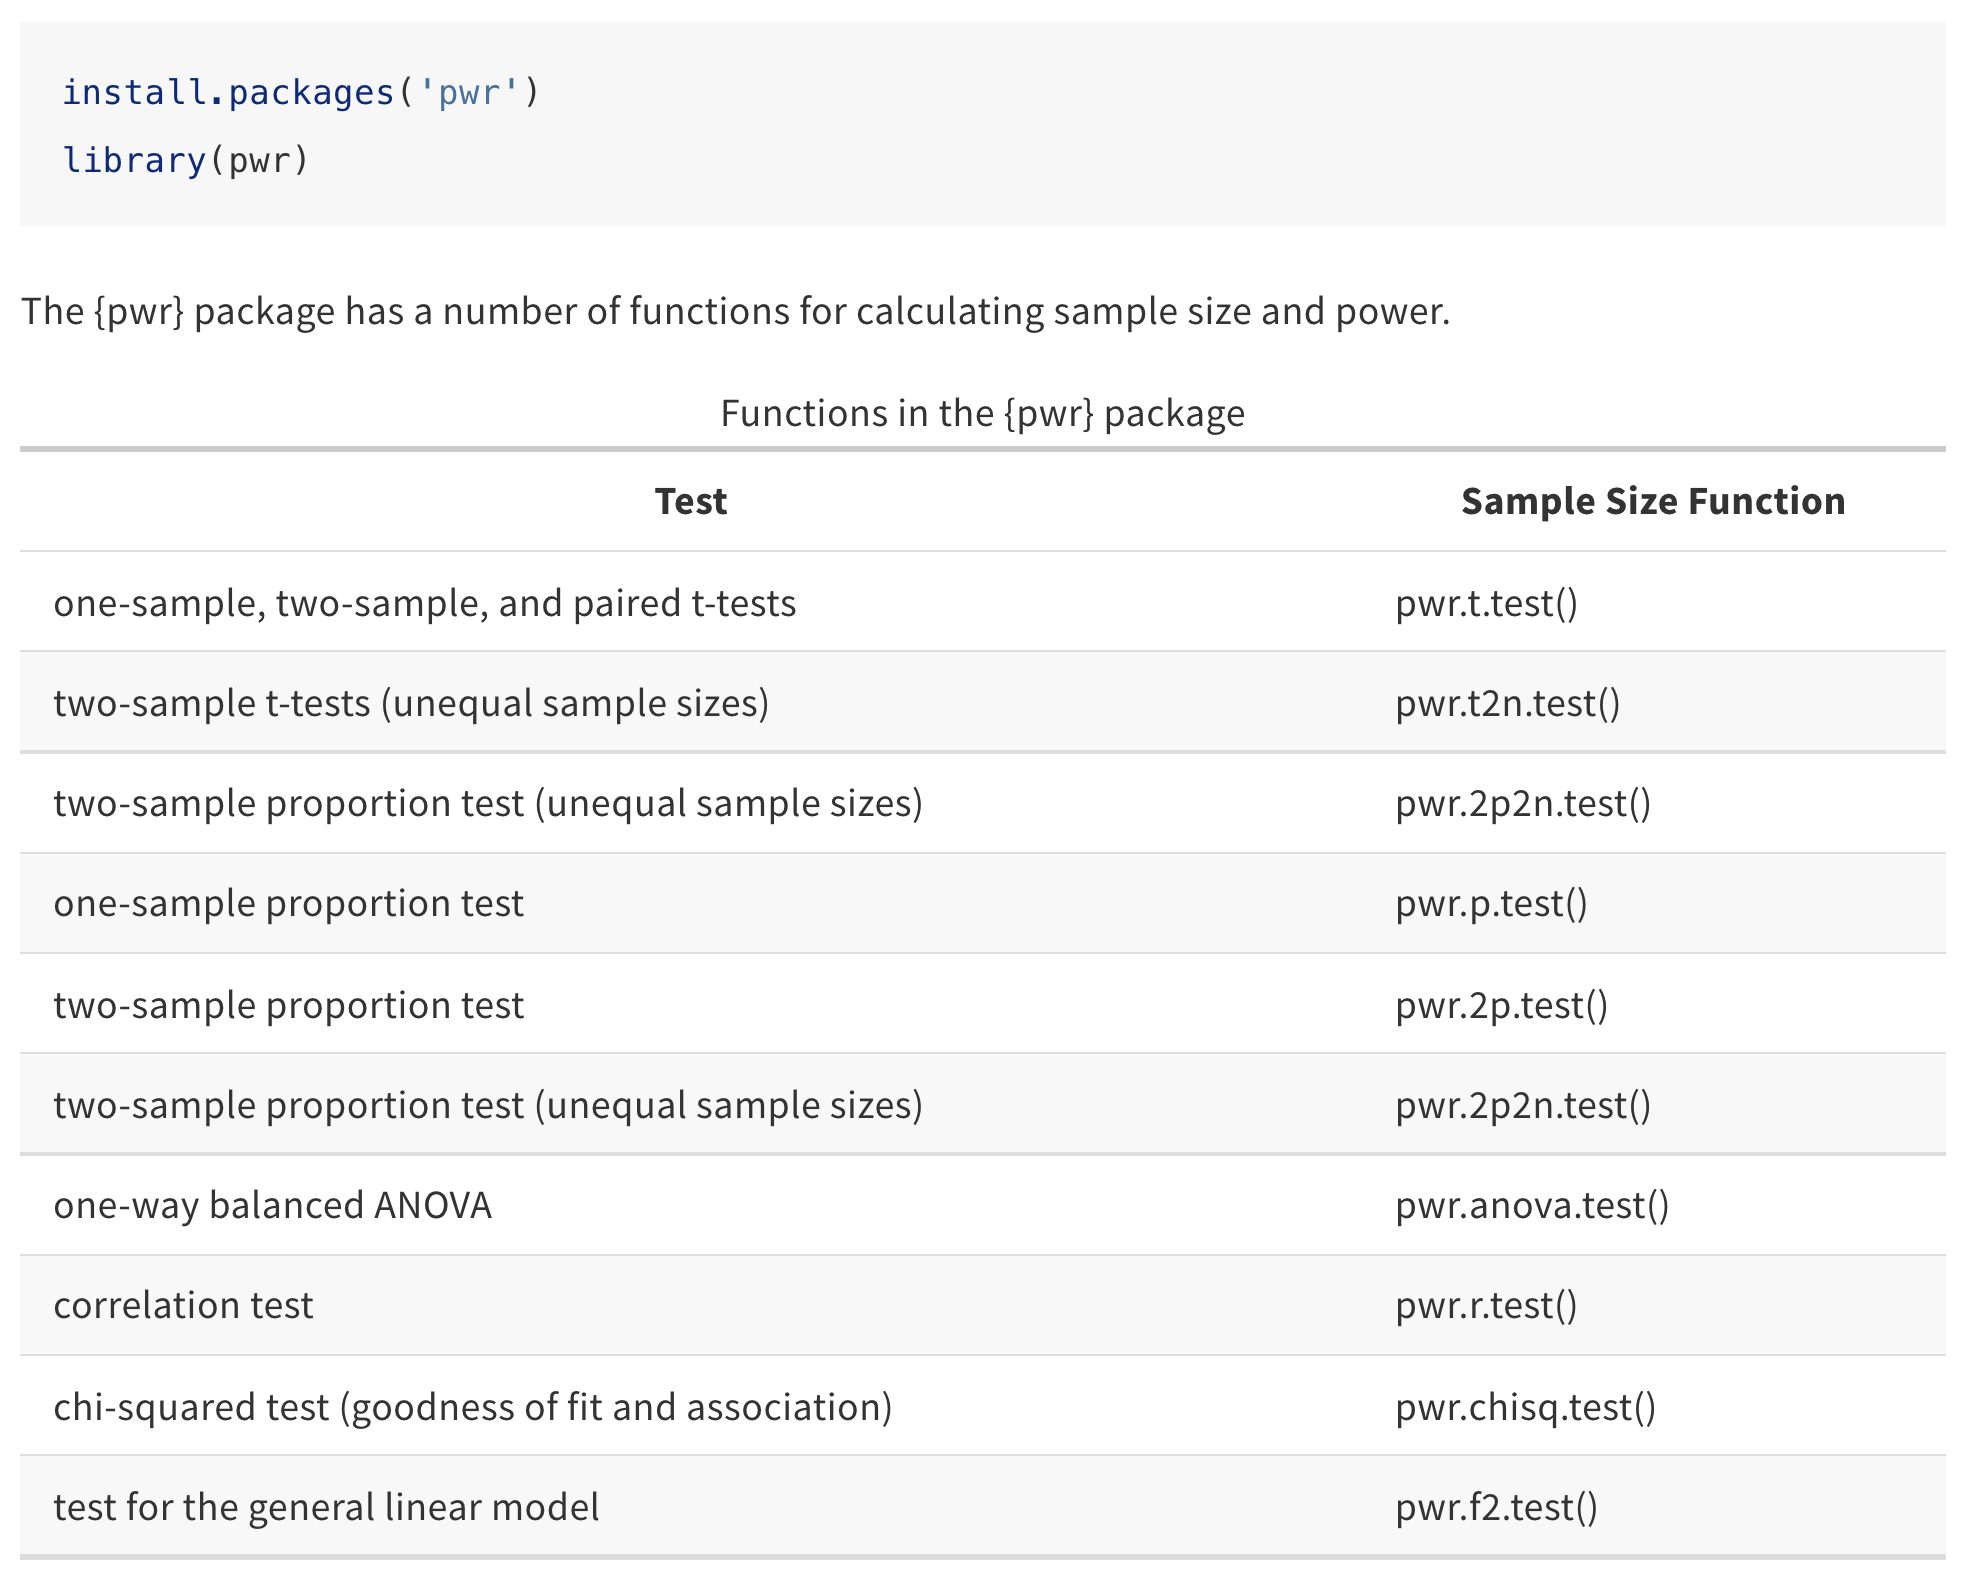 install.packages('pwr')
library(pwr)
The {pwr} package has a number of functions for calculating sample size and power.
Functions in the {pwr} package
Test Sample Size Function
one-sample, two-sample, and paired t-tests pwr.t.test()
two-sample t-tests (unequal sample sizes) pwr.t2n.test()
two-sample proportion test (unequal sample sizes) pwr.2p2n.test()
one-sample proportion test pwr.p.test()
two-sample proportion test pwr.2p.test()
two-sample proportion test (unequal sample sizes) pwr.2p2n.test()
one-way balanced ANOVA pwr.anova.test()
correlation test pwr.r.test()
chi-squared test (goodness of fit and association) pwr.chisq.test()
test for the general linear model pwr.f2.test()